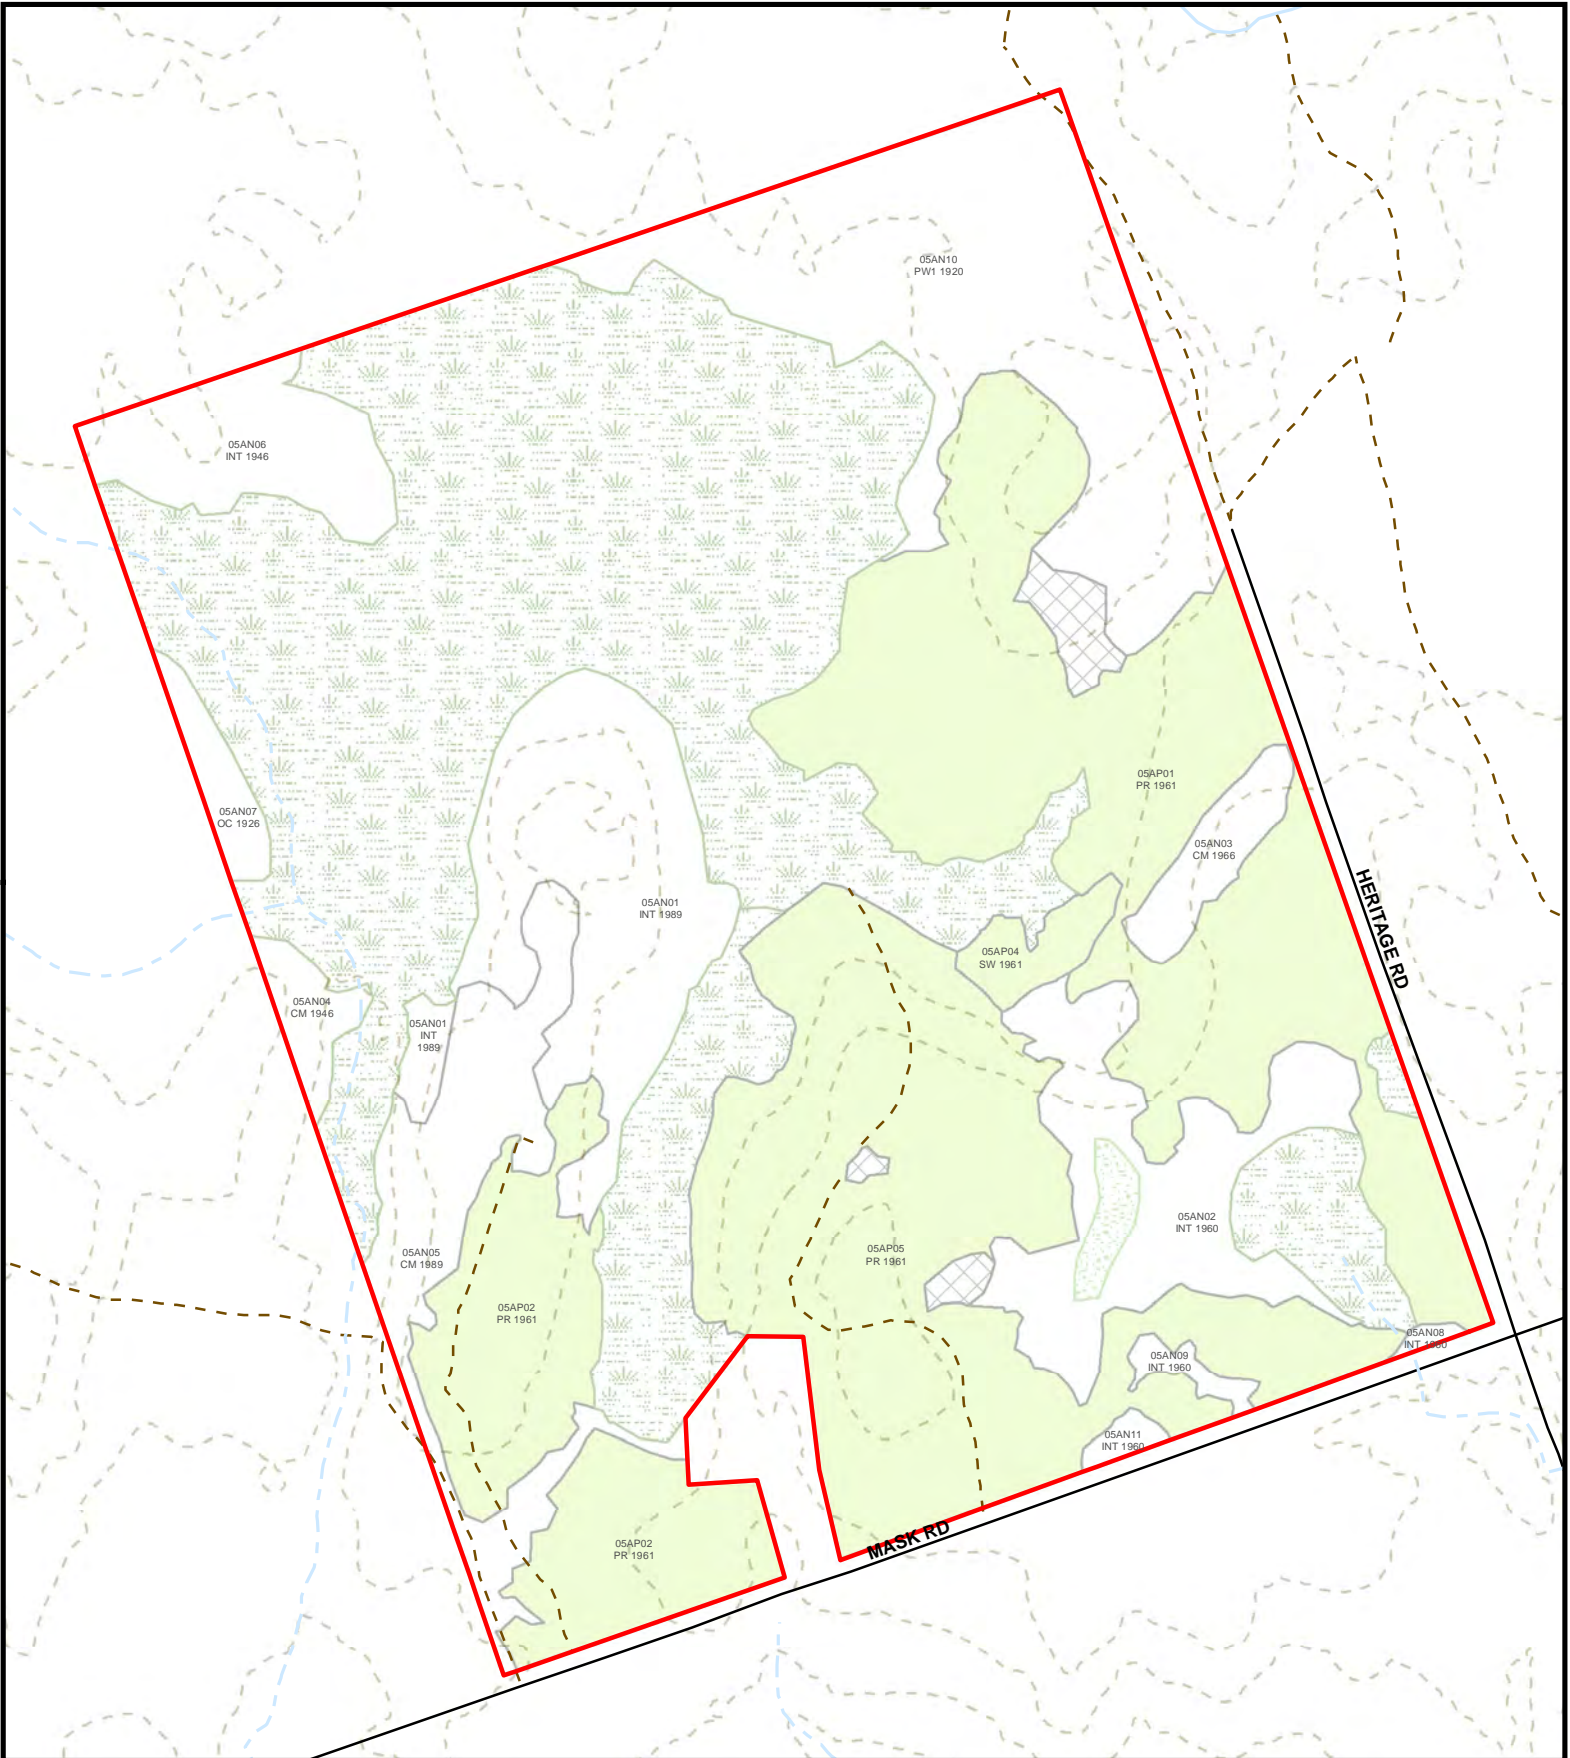 05AN10
PW1 1920
05AN06
INT 1946
05AP01
PR 1961
05AN07
OC 1926
05AN03
CM 1966
05AN01
INT 1989
HERITAGE RD
05AP04
SW 1961
05AN04
CM 1946
05AN01
INT
1989
05AN02
INT 1960
05AN05
CM 1989
05AP05
PR 1961
05AP02
PR 1961
05AN08
INT 1960
05AN09
INT 1960
05AN11
INT 1960
MASK RD
05AP02
PR 1961